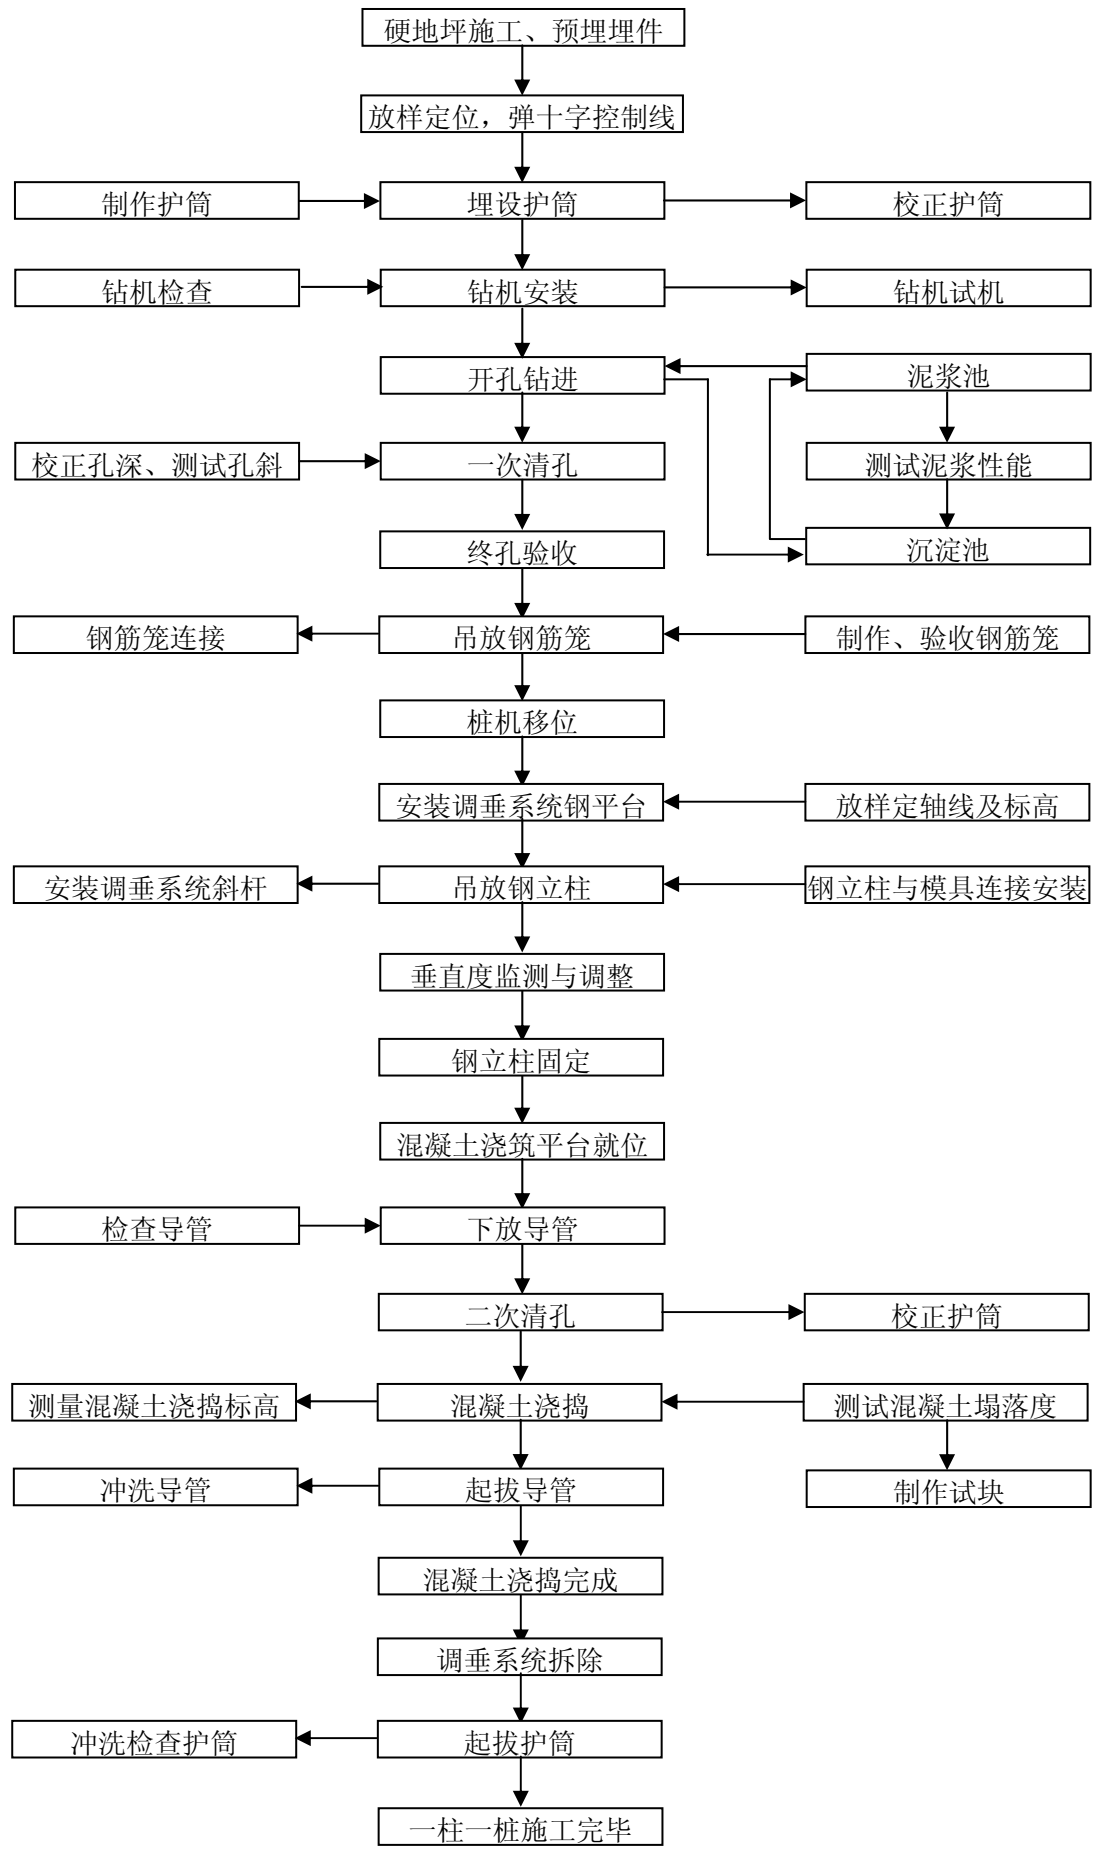 硬地坪施工、预埋埋件
放样定位，弹十字控制线
制作护筒
埋设护筒
校正护筒
钻机检查
钻机安装
钻机试机
开孔钻进
泥浆池
校正孔深、测试孔斜
一次清孔
测试泥浆性能
终孔验收
沉淀池
钢筋笼连接
吊放钢筋笼
制作、验收钢筋笼
桩机移位
安装调垂系统钢平台
放样定轴线及标高
安装调垂系统斜杆
吊放钢立柱
钢立柱与模具连接安装
垂直度监测与调整
钢立柱固定
混凝土浇筑平台就位
检查导管
下放导管
二次清孔
校正护筒
测量混凝土浇捣标高
混凝土浇捣
测试混凝土塌落度
冲洗导管
起拔导管
制作试块
混凝土浇捣完成
调垂系统拆除
冲洗检查护筒
起拔护筒
一柱一桩施工完毕